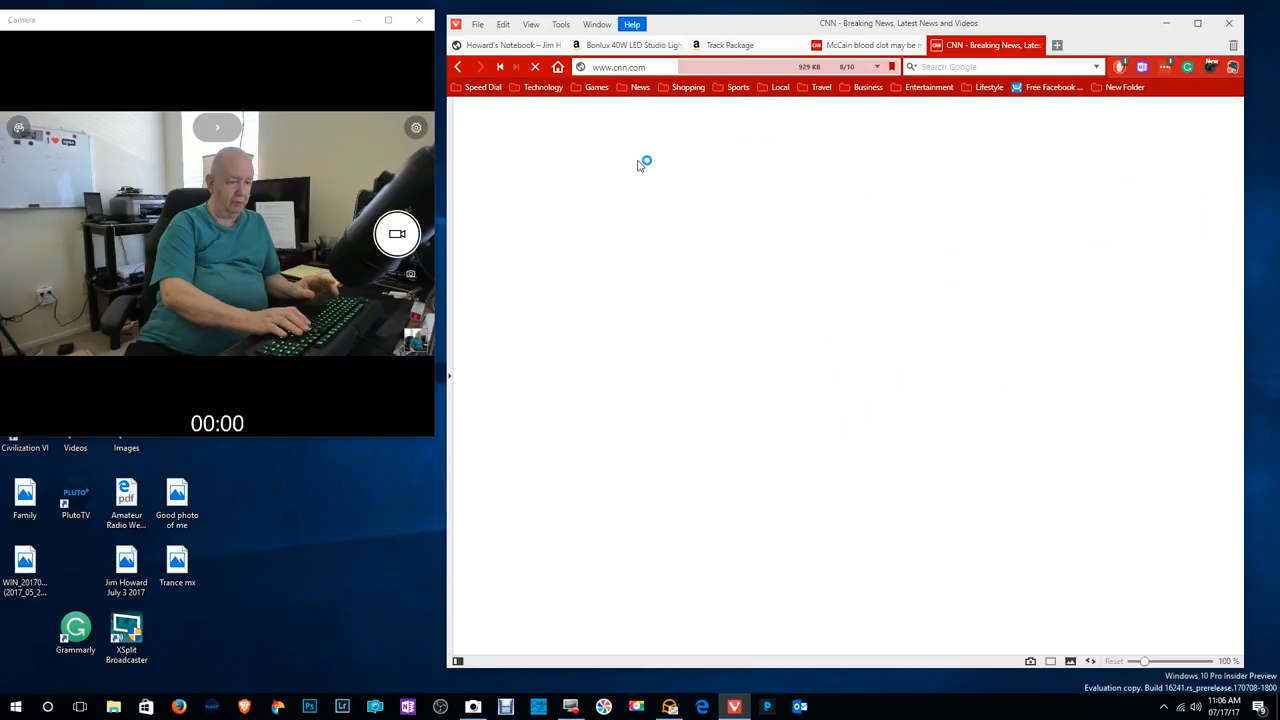 Camera
00:00
File Edit View Tools Window Help
CNN - Breaking News, Latest News and Videos
Howard's Notebook – Jim H
Bonlux 40W LED Studio Ligh
Track Package
McCain blood clot may be n
CNN - Breaking News, Lates
www.cnn.com
929 KB 8/10
Search Google
New
Speed Dial Technology Games News Shopping Sports Local Travel Business Entertainment Lifestyle Free Facebook ... New Folder
Reset 100 %
Civilization VI Videos Images
Family
PLUTO
PlutoTV
pdf
Amateur
Radio We...
Good photo
of me
WIN_20170...
(2017_05_2...
Jim Howard
July 3 2017
Trance mx
Grammarly
XSplit
Broadcaster
Windows 10 Pro Insider Preview
Evaluation copy. Build 16241.rs_prerelease.170708-1800
11:06 AM
07/17/17